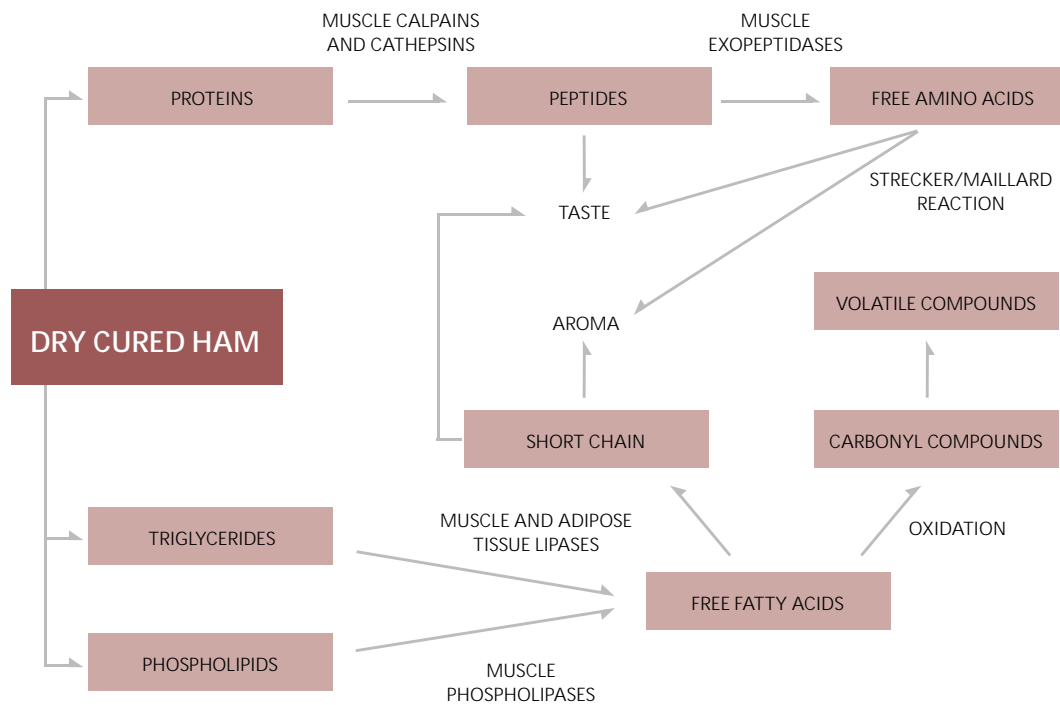 MUSCLE CALPAINS
AND CATHEPSINS
MUSCLE
EXOPEPTIDASES
PROTEINS
PEPTIDES
FREE AMINO ACIDS
STRECKER/MAILLARD
REACTION
TASTE
VOLATILE COMPOUNDS
AROMA
DRY CURED HAM
SHORT CHAIN
CARBONYL COMPOUNDS
MUSCLE AND ADIPOSE
TISSUE LIPASES
OXIDATION
TRIGLYCERIDES
FREE FATTY ACIDS
PHOSPHOLIPIDS
MUSCLE
PHOSPHOLIPASES